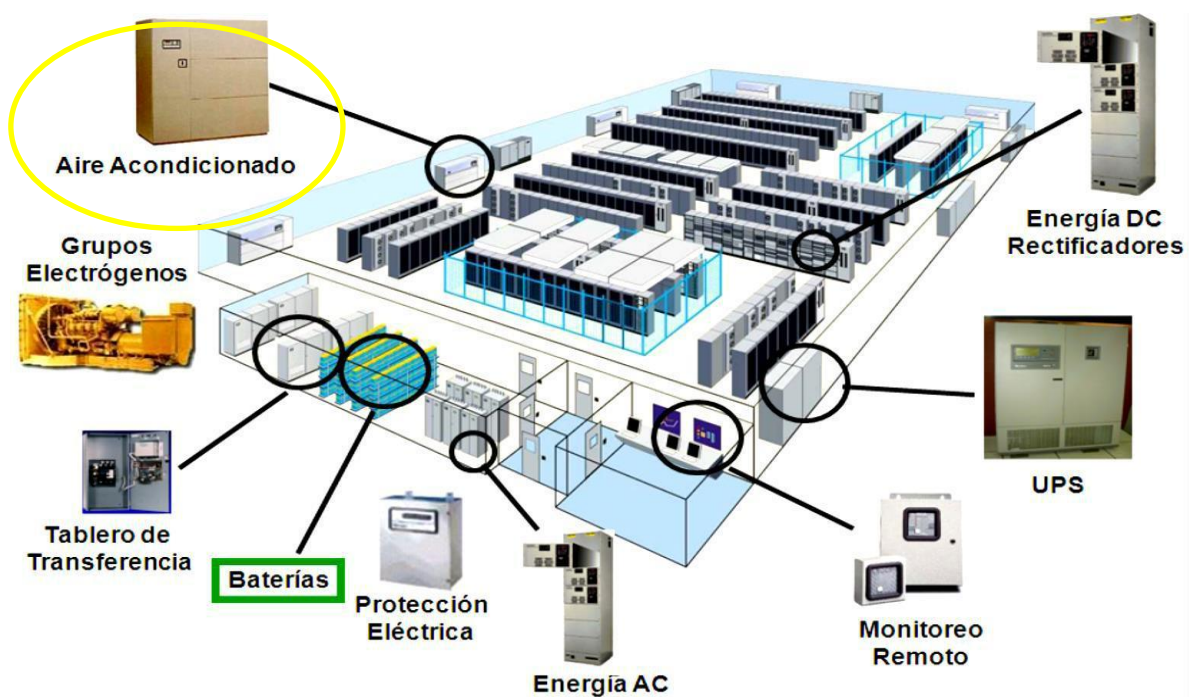 Aire Acondicionado
Grupos
Electrógenos
Energía DC
Rectificadores
UPS
Tablero de
Transferencia
Baterías
Protección
Eléctrica
Energía AC
Monitoreo
Remoto